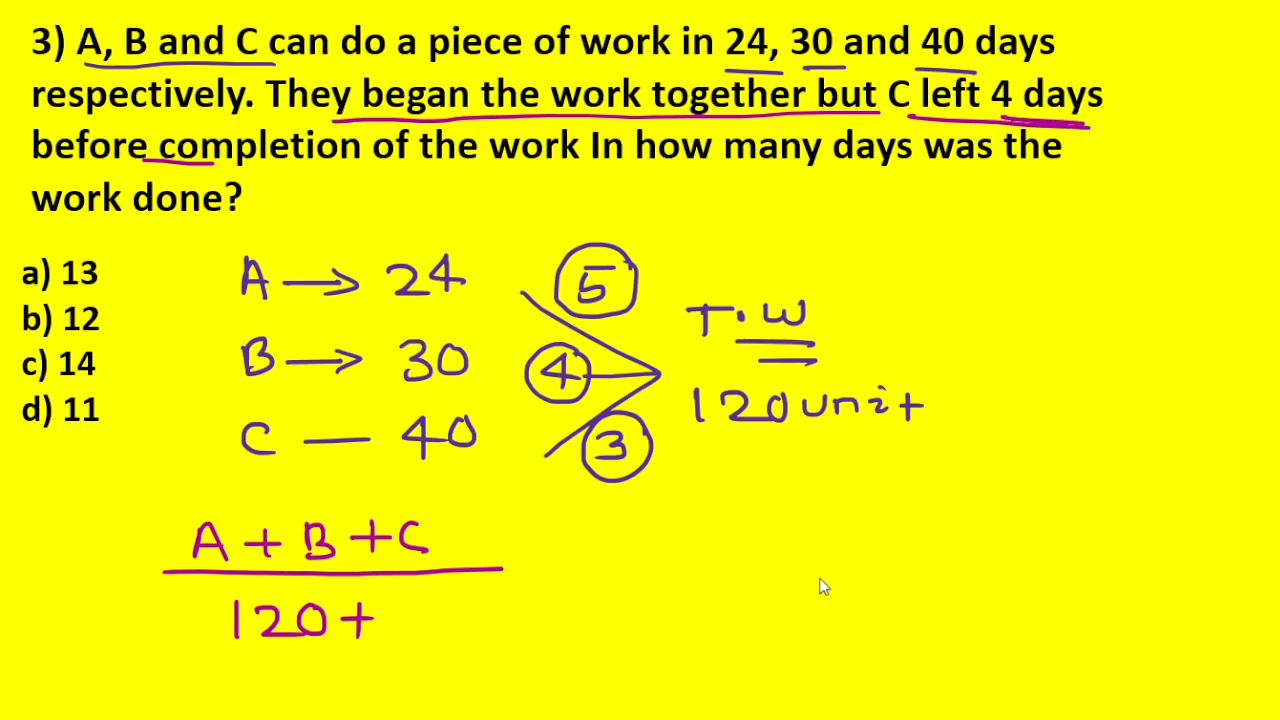 3) A, B and C can do a piece of work in 24, 30 and 40 days
respectively. They began the work together but C left 4 days
before completion of the work In how many days was the
work done?
a) 13
b) 12
c) 14
d) 11
A → 24
5
B → 30
4
C — 40
3
T.W
120 unit
A + B + C
120 +